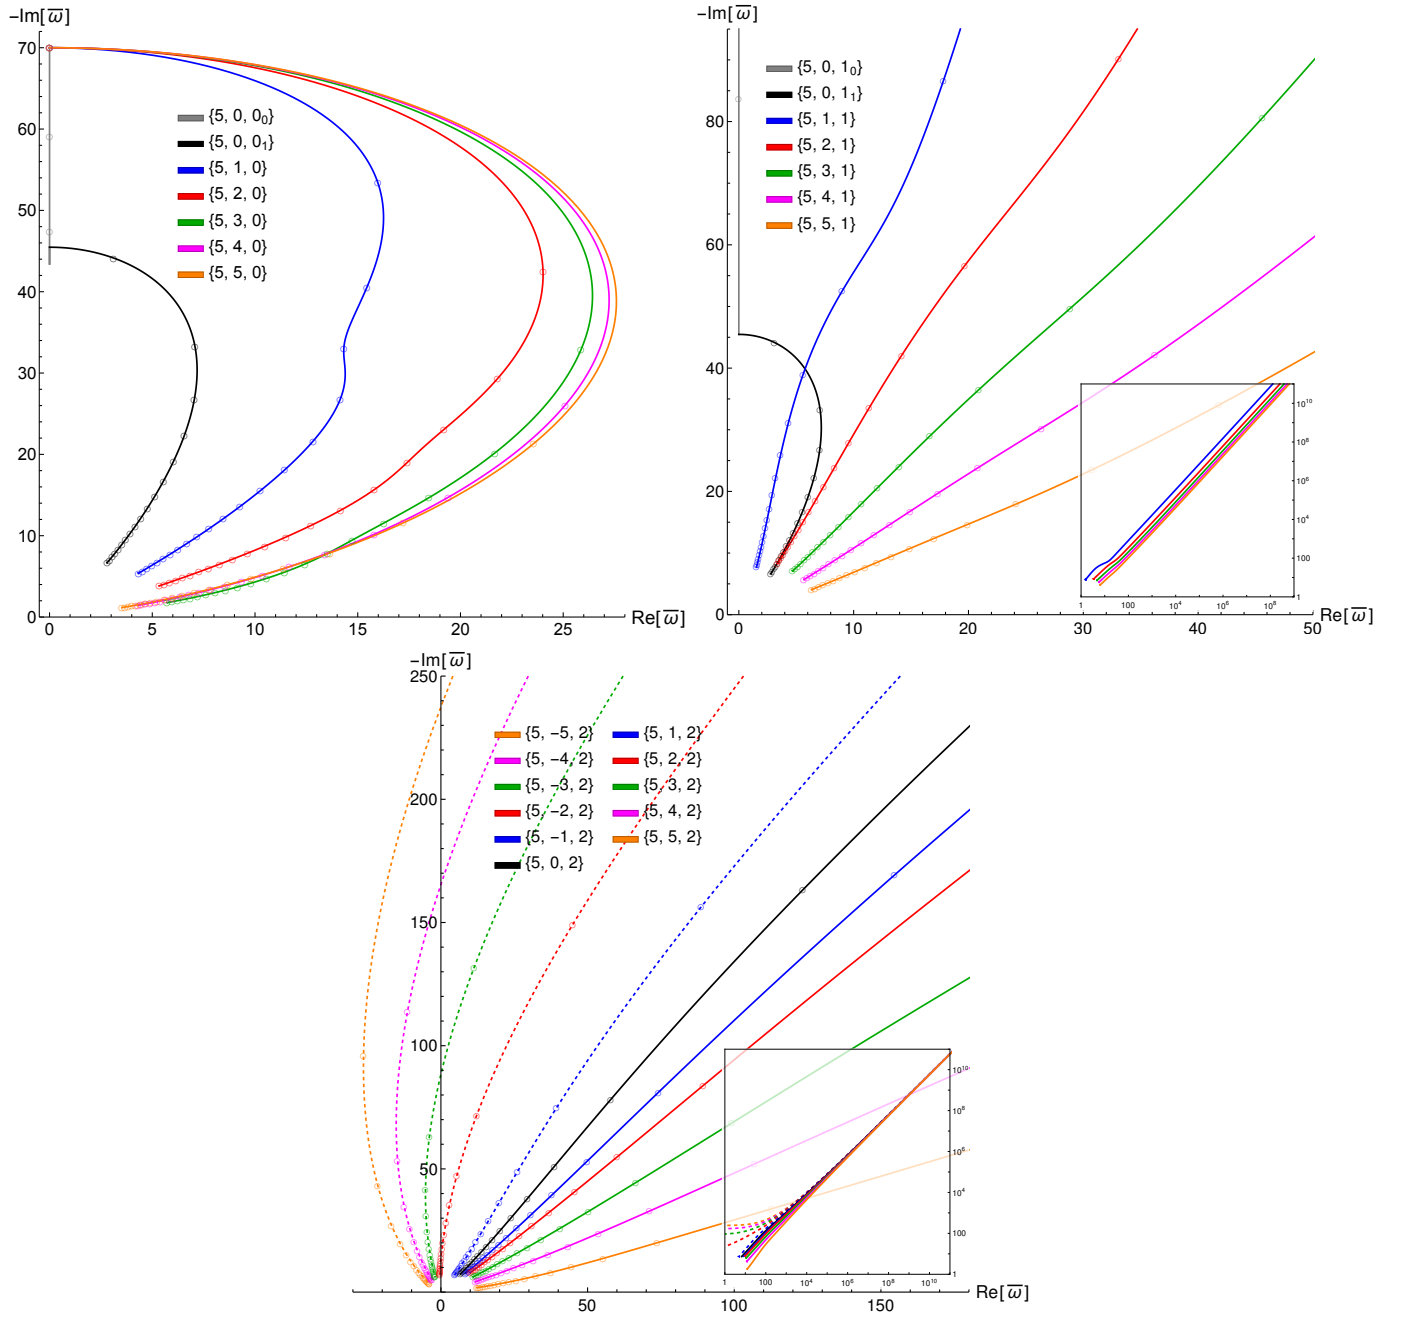 −Im[ω̅]
70
60
50
40
30
20
10
0
0
5
10
15
20
25
Re[ω̅]
{5, 0, 0₀}
{5, 0, 0₁}
{5, 1, 0}
{5, 2, 0}
{5, 3, 0}
{5, 4, 0}
{5, 5, 0}
−Im[ω̅]
80
60
40
20
0
0
10
20
30
40
50
Re[ω̅]
{5, 0, 1₀}
{5, 0, 1₁}
{5, 1, 1}
{5, 2, 1}
{5, 3, 1}
{5, 4, 1}
{5, 5, 1}
10¹⁰
10⁸
10⁶
10⁴
100
1
1
100
10⁴
10⁶
10⁸
−Im[ω̅]
250
200
150
100
50
0
50
100
150
Re[ω̅]
{5, −5, 2}
{5, −4, 2}
{5, −3, 2}
{5, −2, 2}
{5, −1, 2}
{5, 0, 2}
{5, 1, 2}
{5, 2, 2}
{5, 3, 2}
{5, 4, 2}
{5, 5, 2}
10¹⁰
10⁸
10⁶
10⁴
100
1
1
100
10⁴
10⁶
10⁸
10¹⁰